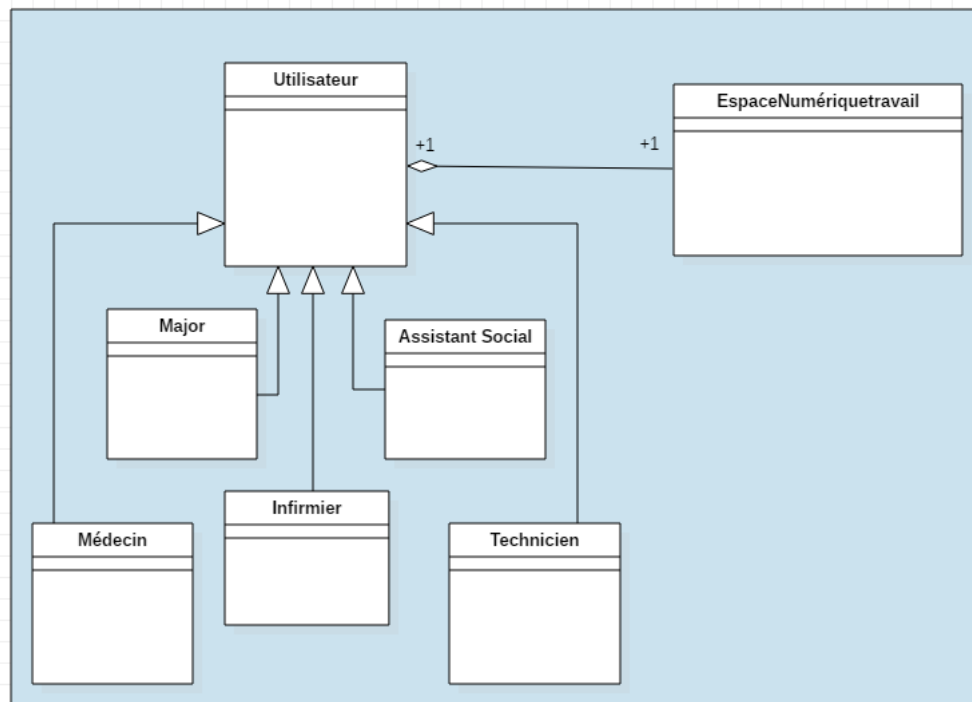 Utilisateur
EspaceNumériquetravail
+1
+1
Major
Assistant Social
Infirmier
Médecin
Technicien